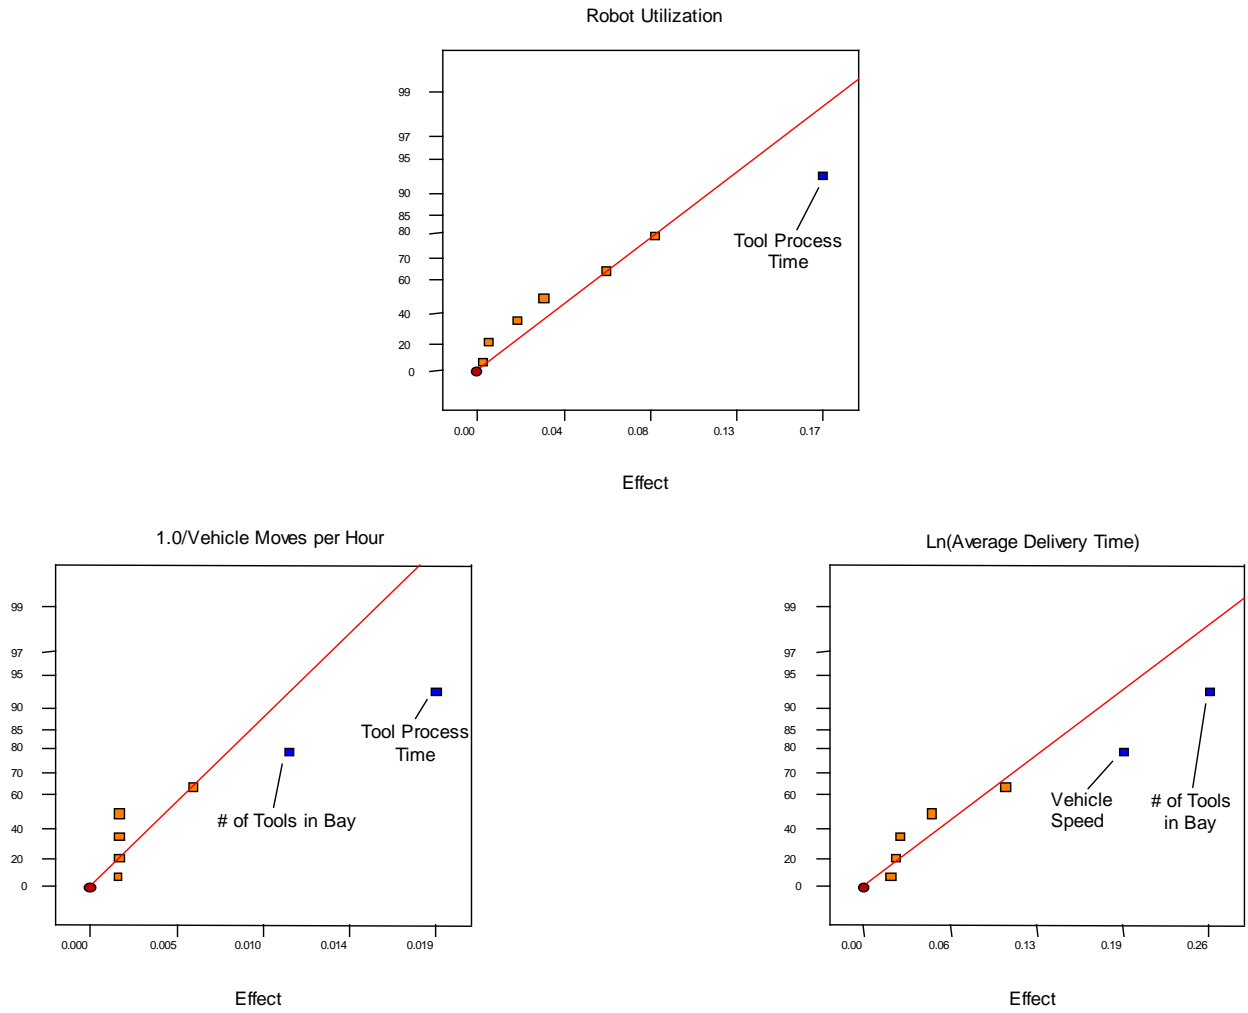 Robot Utilization
99
97
95
90
85
80
70
60
40
20
0
Tool Process
Time
0.00 0.04 0.08 0.13 0.17
Effect
1.0/Vehicle Moves per Hour
99
97
95
90
85
80
70
60
40
20
0
Tool Process
Time
# of Tools in Bay
0.000 0.005 0.010 0.014 0.019
Effect
Ln(Average Delivery Time)
99
97
95
90
85
80
70
60
40
20
0
Vehicle
Speed
# of Tools
in Bay
0.00 0.06 0.13 0.19 0.26
Effect